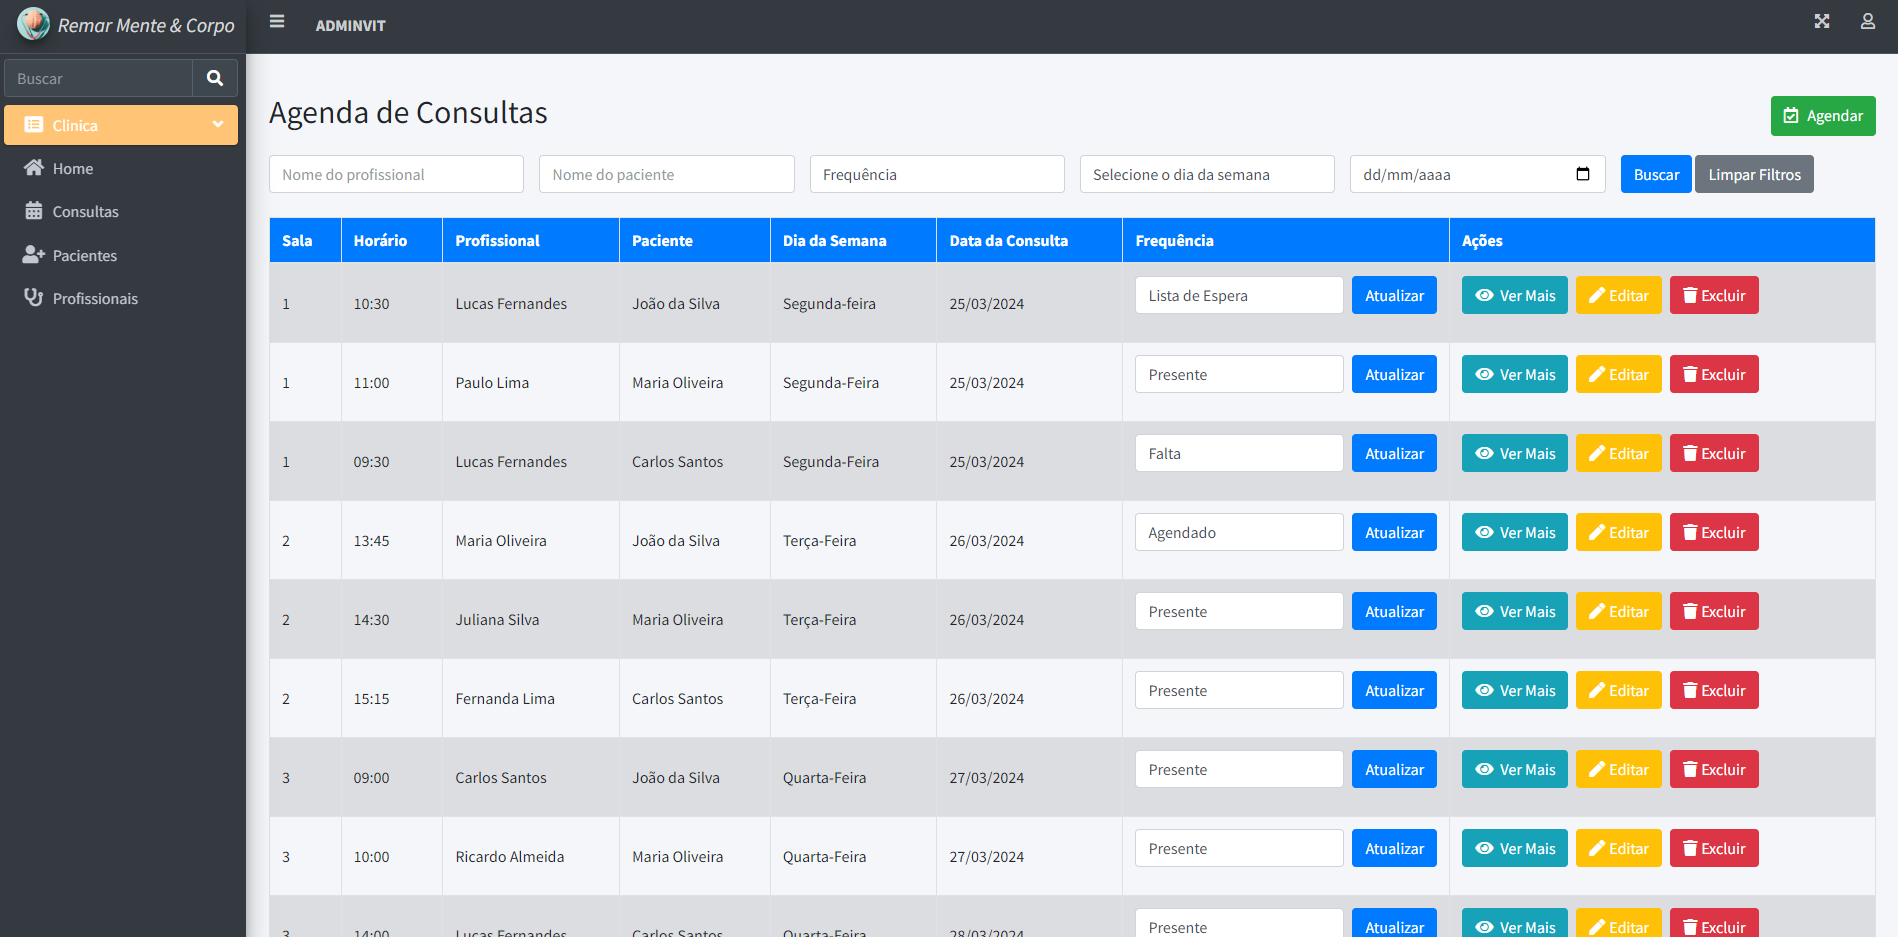 Remar Mente & Corpo
ADMINVIT
Buscar
Clinica
Home
Consultas
Pacientes
Profissionais
Agenda de Consultas
Agendar
Nome do profissional Nome do paciente Frequência Selecione o dia da semana dd/mm/aaaa Buscar Limpar Filtros
Sala Horário Profissional Paciente Dia da Semana Data da Consulta Frequência Ações
1 10:30 Lucas Fernandes João da Silva Segunda-feira 25/03/2024 Lista de Espera Atualizar Ver Mais Editar Excluir
1 11:00 Paulo Lima Maria Oliveira Segunda-Feira 25/03/2024 Presente Atualizar Ver Mais Editar Excluir
1 09:30 Lucas Fernandes Carlos Santos Segunda-Feira 25/03/2024 Falta Atualizar Ver Mais Editar Excluir
2 13:45 Maria Oliveira João da Silva Terça-Feira 26/03/2024 Agendado Atualizar Ver Mais Editar Excluir
2 14:30 Juliana Silva Maria Oliveira Terça-Feira 26/03/2024 Presente Atualizar Ver Mais Editar Excluir
2 15:15 Fernanda Lima Carlos Santos Terça-Feira 26/03/2024 Presente Atualizar Ver Mais Editar Excluir
3 09:00 Carlos Santos João da Silva Quarta-Feira 27/03/2024 Presente Atualizar Ver Mais Editar Excluir
3 10:00 Ricardo Almeida Maria Oliveira Quarta-Feira 27/03/2024 Presente Atualizar Ver Mais Editar Excluir
3 14:00 Lucas Fernandes Carlos Santos Quarta-Feira 28/03/2024 Presente Atualizar Ver Mais Editar Excluir